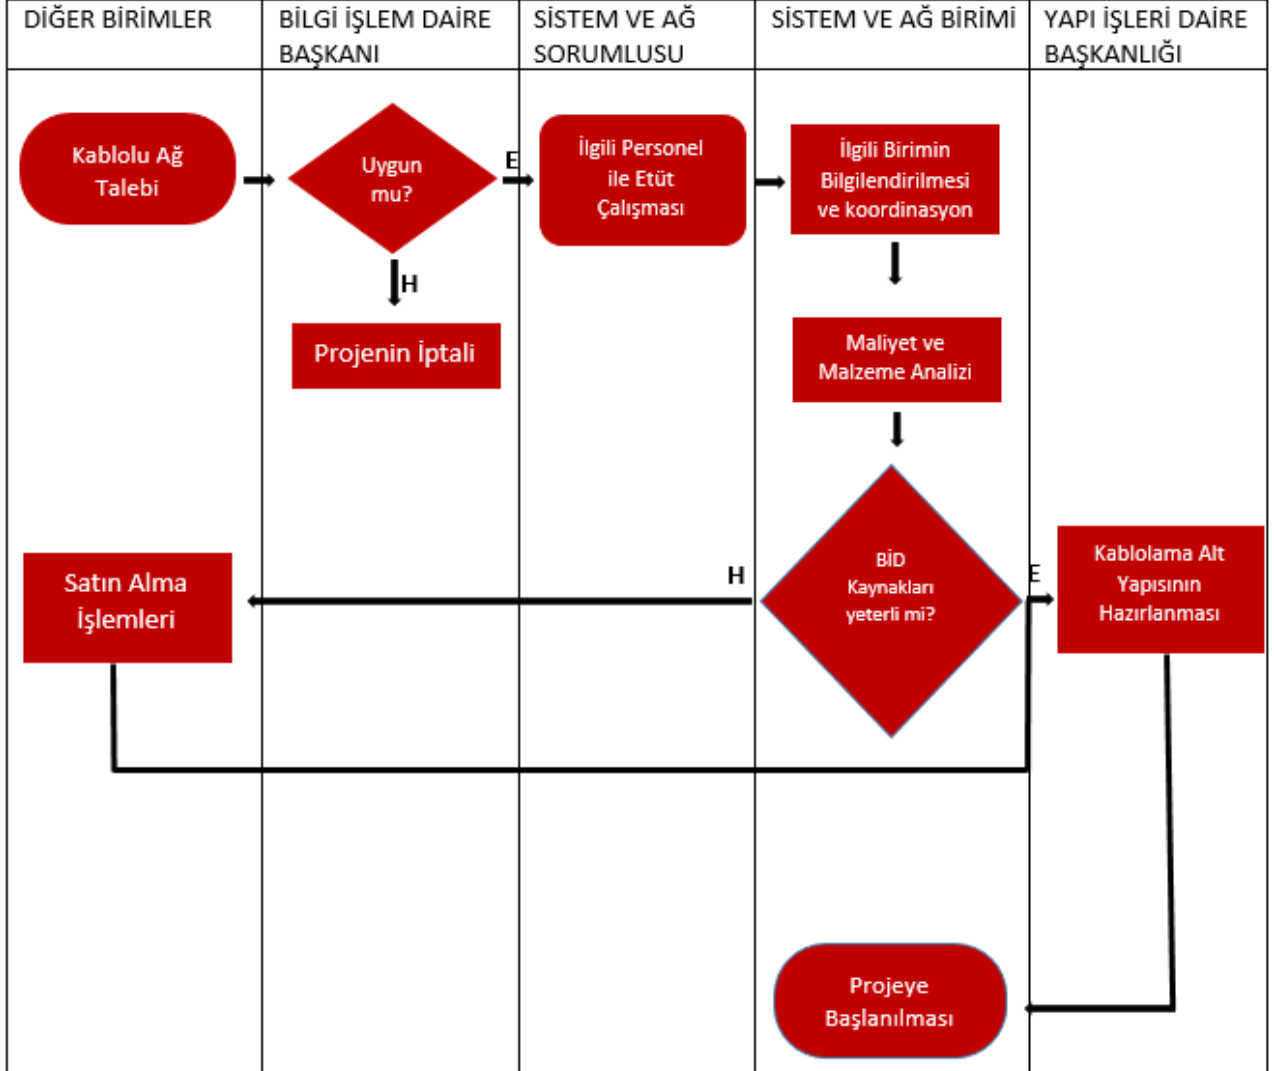 DİĞER BİRİMLER
BİLGİ İŞLEM DAİRE
BAŞKANI
SİSTEM VE AĞ
SORUMLUSU
SİSTEM VE AĞ BİRİMİ
YAPI İŞLERİ DAİRE
BAŞKANLIĞI
Kablolu Ağ
Talebi
Uygun
mu?
E
İlgili Personel
ile Etüt
Çalışması
İlgili Birimin
Bilgilendirilmesi
ve koordinasyon
H
Projenin İptali
Maliyet ve
Malzeme Analizi
Satın Alma
İşlemleri
H
BİD
Kaynakları
yeterli mi?
E
Kablolama Alt
Yapısının
Hazırlanması
Projeye
Başlanılması